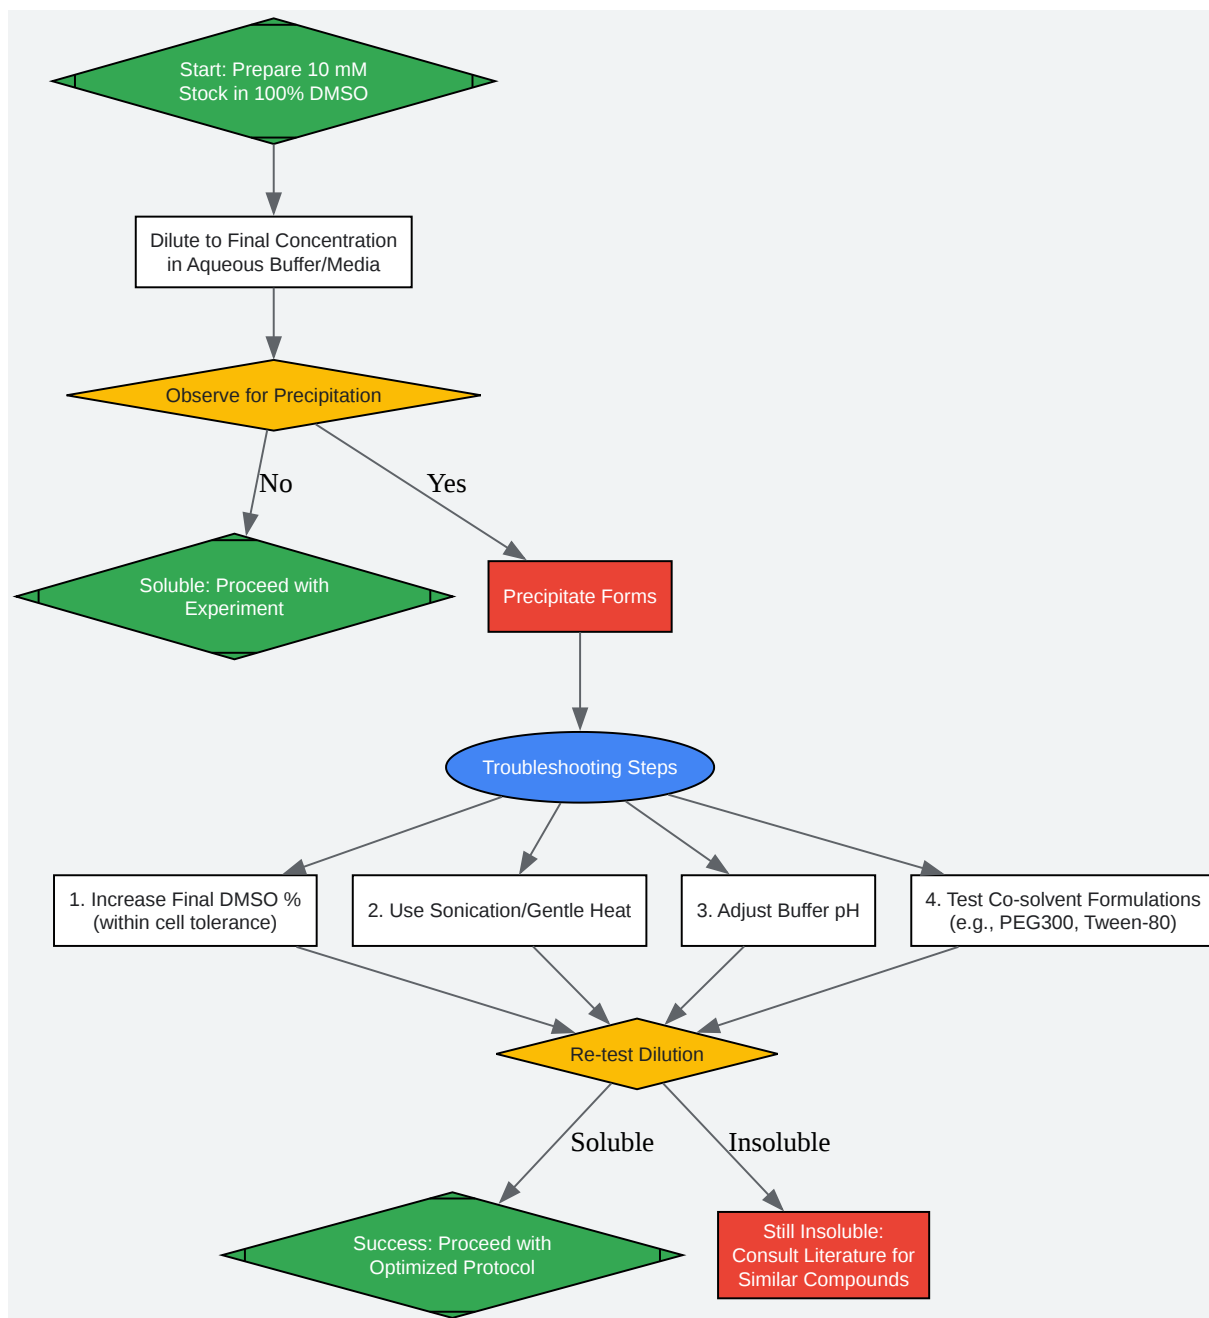 Start: Prepare 10 mM
Stock in 100% DMSO
Dilute to Final Concentration
in Aqueous Buffer/Media
Observe for Precipitation
No
Yes
Soluble: Proceed with
Experiment
Precipitate Forms
Troubleshooting Steps
1. Increase Final DMSO %
(within cell tolerance)
2. Use Sonication/Gentle Heat
3. Adjust Buffer pH
4. Test Co-solvent Formulations
(e.g., PEG300, Tween-80)
Re-test Dilution
Soluble
Insoluble
Success: Proceed with
Optimized Protocol
Still Insoluble:
Consult Literature for
Similar Compounds